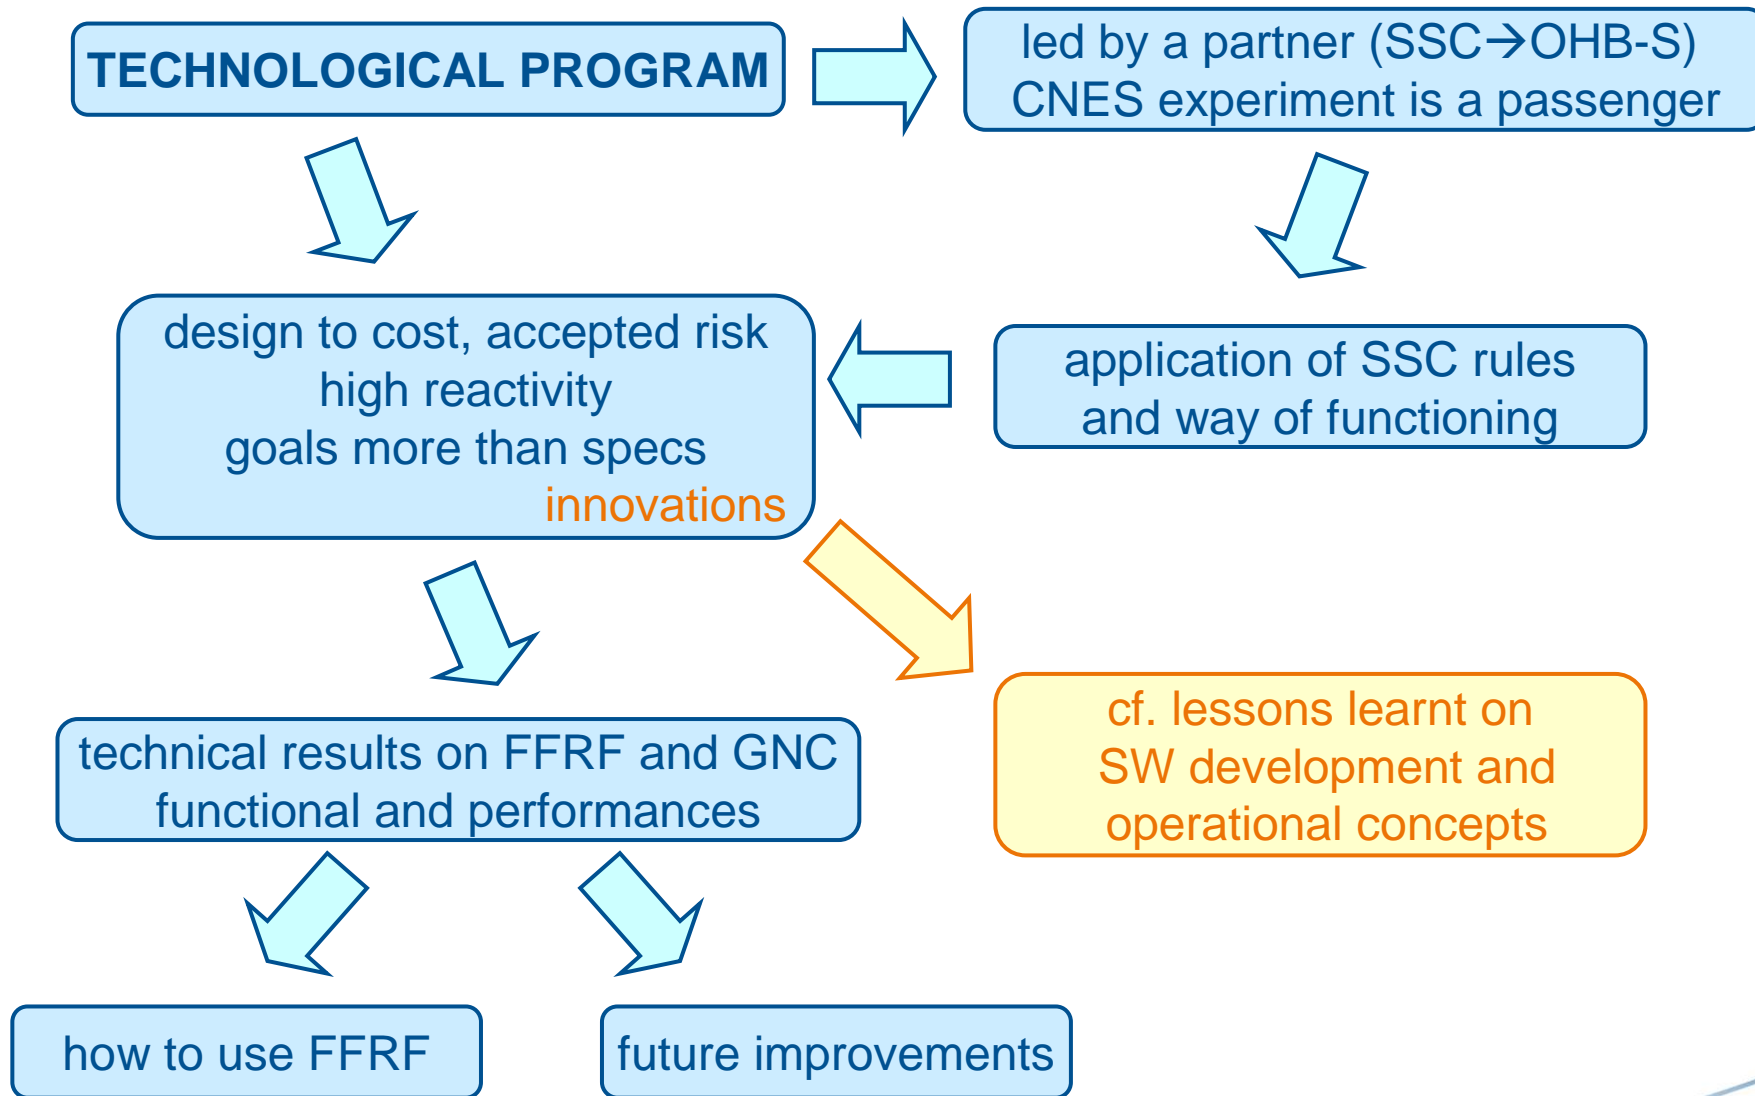 TECHNOLOGICAL PROGRAM
led by a partner (SSC→OHB-S)
CNES experiment is a passenger
design to cost, accepted risk
high reactivity
goals more than specs
innovations
application of SSC rules
and way of functioning
technical results on FFRF and GNC
functional and performances
cf. lessons learnt on
SW development and
operational concepts
how to use FFRF
future improvements